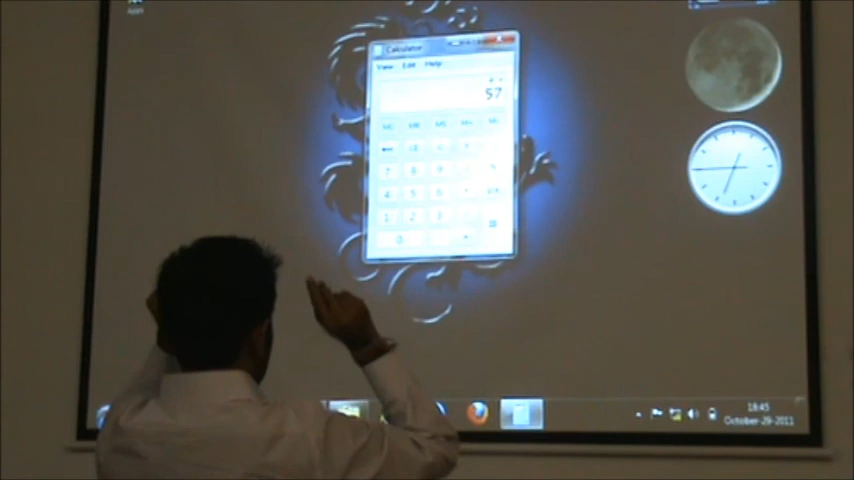 Calculator
View Edit Help
57
MC MR MS M+ M-
7 8 9
4 5 6
1 2 3
0
18:45
October-29-2011